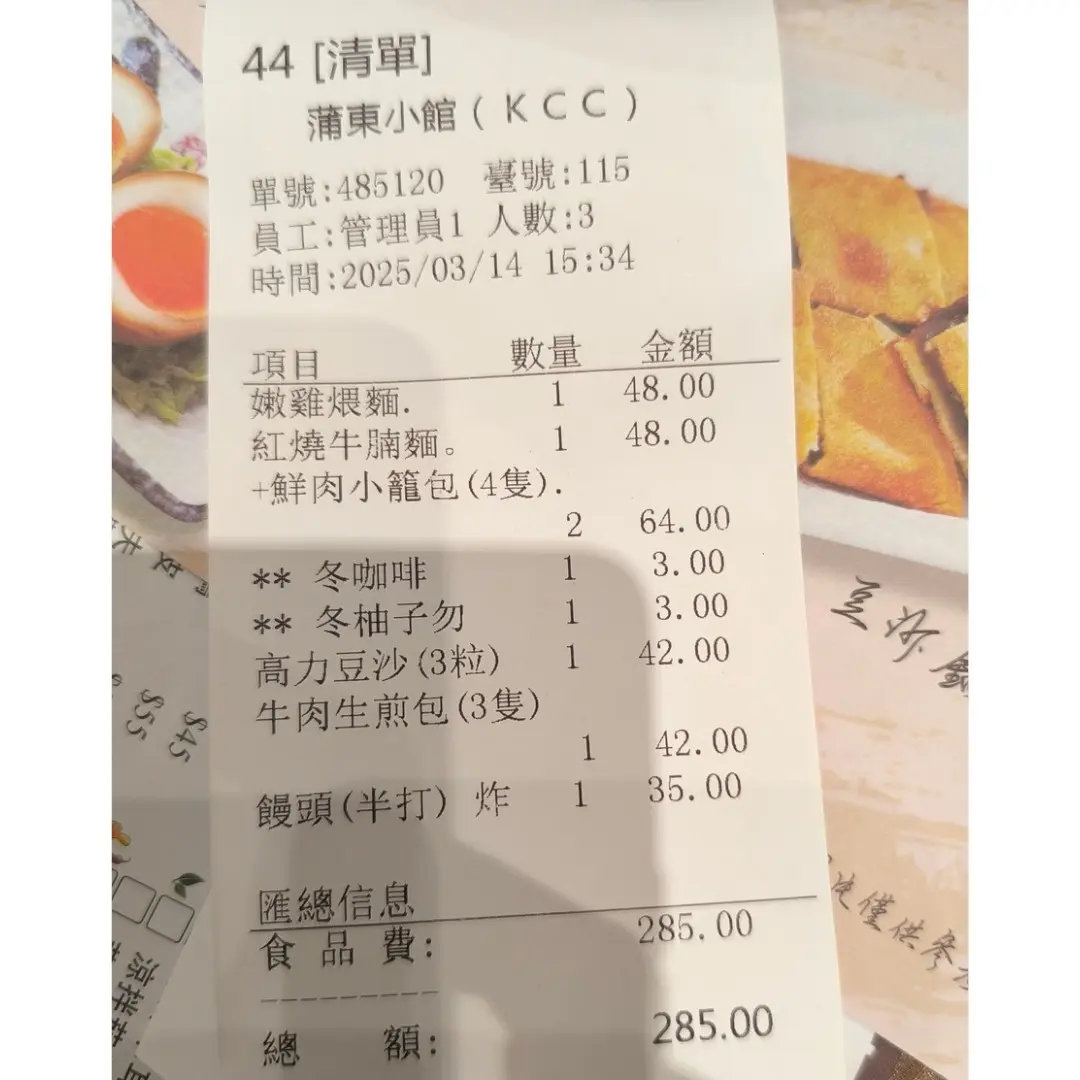 44 [清單]
蒲東小館(KCC)
單號:485120 臺號:115
員工:管理員1 人數:3
時間:2025/03/14 15:34
項目 數量 金額
嫩雞煨麵. 1 48.00
紅燒牛腩麵。 1 48.00
+鮮肉小籠包(4隻).
2 64.00
** 冬咖啡 1 3.00
** 冬柚子勿 1 3.00
高力豆沙(3粒) 1 42.00
牛肉生煎包(3隻)
1 42.00
饅頭(半打) 炸 1 35.00
匯總信息
食品費: 285.00
--------
總額: 285.00
$45
$55
僅供參